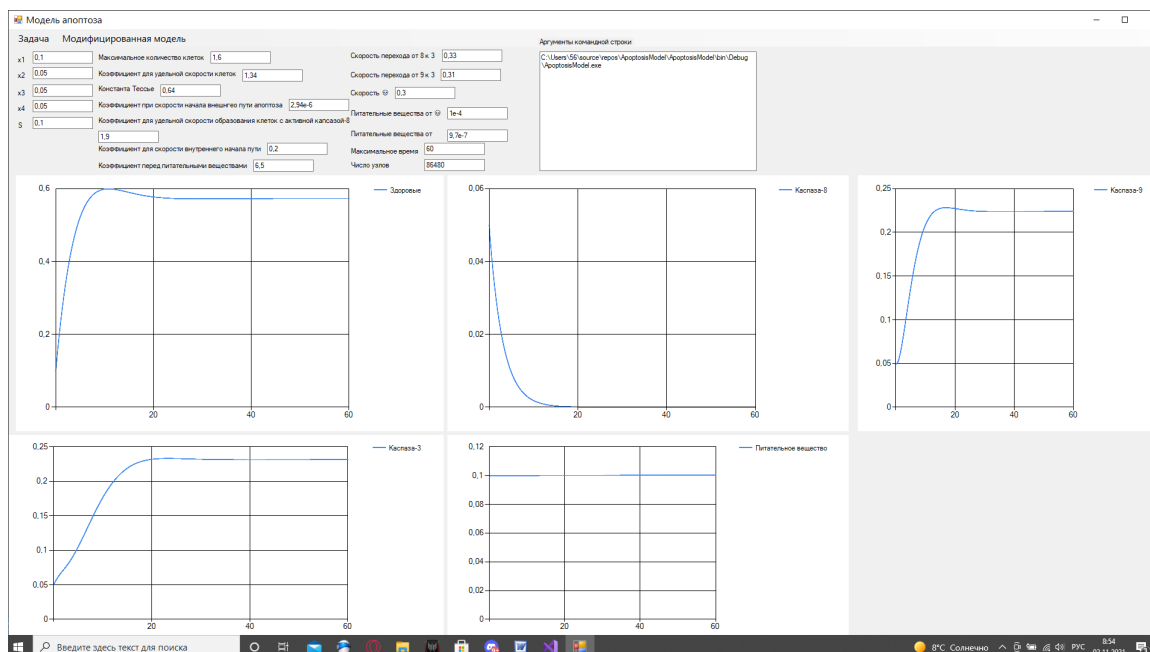 Модель апоптоза
Задача Модифицированная модель
x1 0,1
x2 0,05
x3 0,05
x4 0,05
S 0,1
Максимальное количество клеток 1,6
Коэффициент для удельной скорости клеток 1,34
Константа Тессье 0,64
Коэффициент при скорости начала внешнгео пути апоптоза 2,94e-6
Коэффициент для удельной скорости образования клеток с активной капсазой-8
1,9
Коэффициент для скорости внутреннего начала пути 0,2
Коэффициент перед питательными веществами 6,5
Скорость перехода от 8 к 3 0,33
Скорость перехода от 9 к 3 0,31
Скорость 0,3
Питательные вещества от 1e-4
Питательные вещества от 9,7e-7
Максимальное время 60
Число узлов 86480
Аргументы командной строки
C:\Users\56\source\repos\ApoptosisModel\ApoptosisModel\bin\Debug
\ApoptosisModel.exe
Здоровые
0,6
0,4
0,2
0
20 40 60
Каспаза-8
0,06
0,04
0,02
0
20 40 60
Каспаза-9
0,25
0,2
0,15
0,1
0,05
0
20 40 60
Каспаза-3
0,25
0,2
0,15
0,1
0,05
0
20 40 60
Питательное вещество
0,12
0,1
0,08
0,06
0,04
0,02
0
20 40 60
Введите здесь текст для поиска
8°C Солнечно
РУС
8:54
02.11.2021